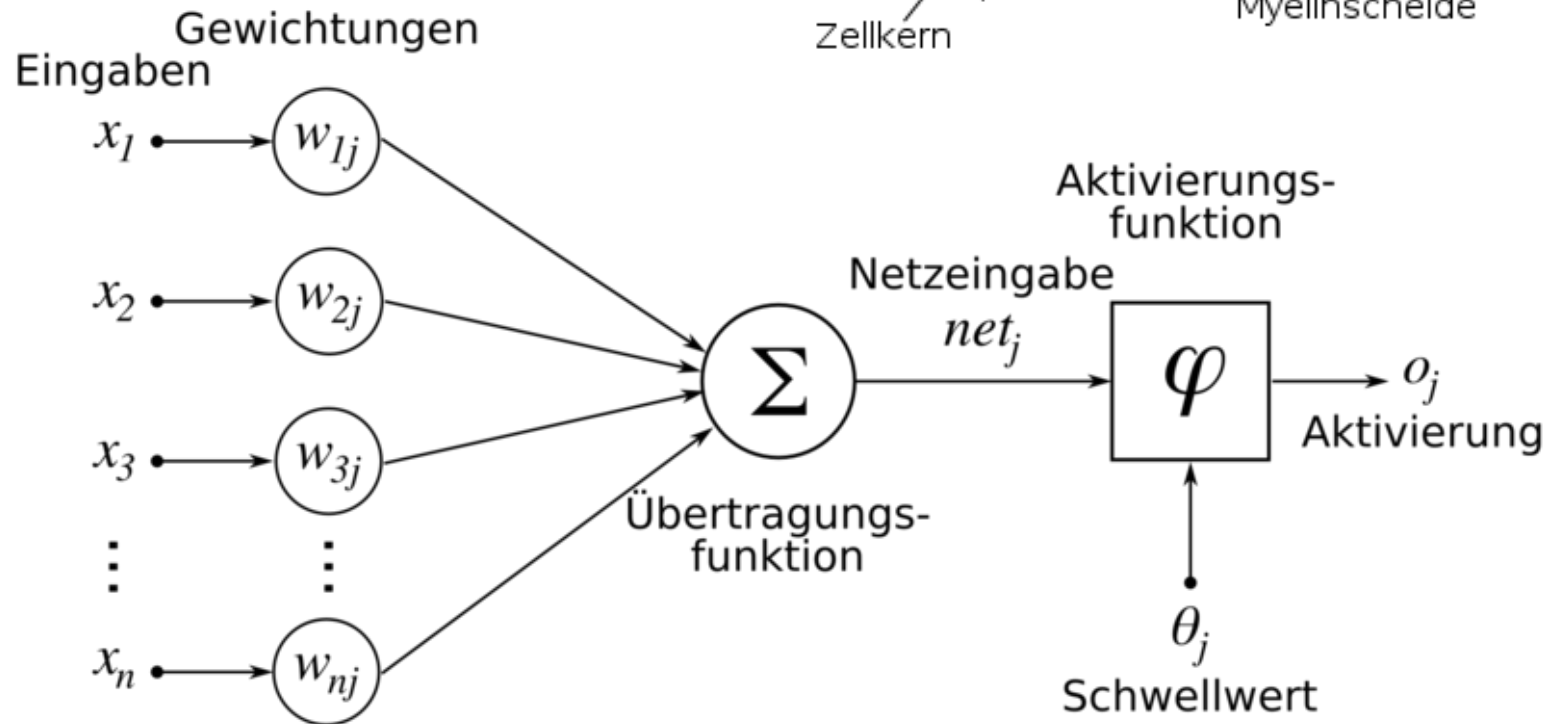 Zellkern
Myelinscheide
Gewichtungen
Eingaben
x1
w1j
x2
w2j
x3
w3j
⋮
⋮
xn
wnj
Σ
Übertragungs-
funktion
Netzeingabe
netj
Aktivierungs-
funktion
φ
oj
Aktivierung
θj
Schwellwert